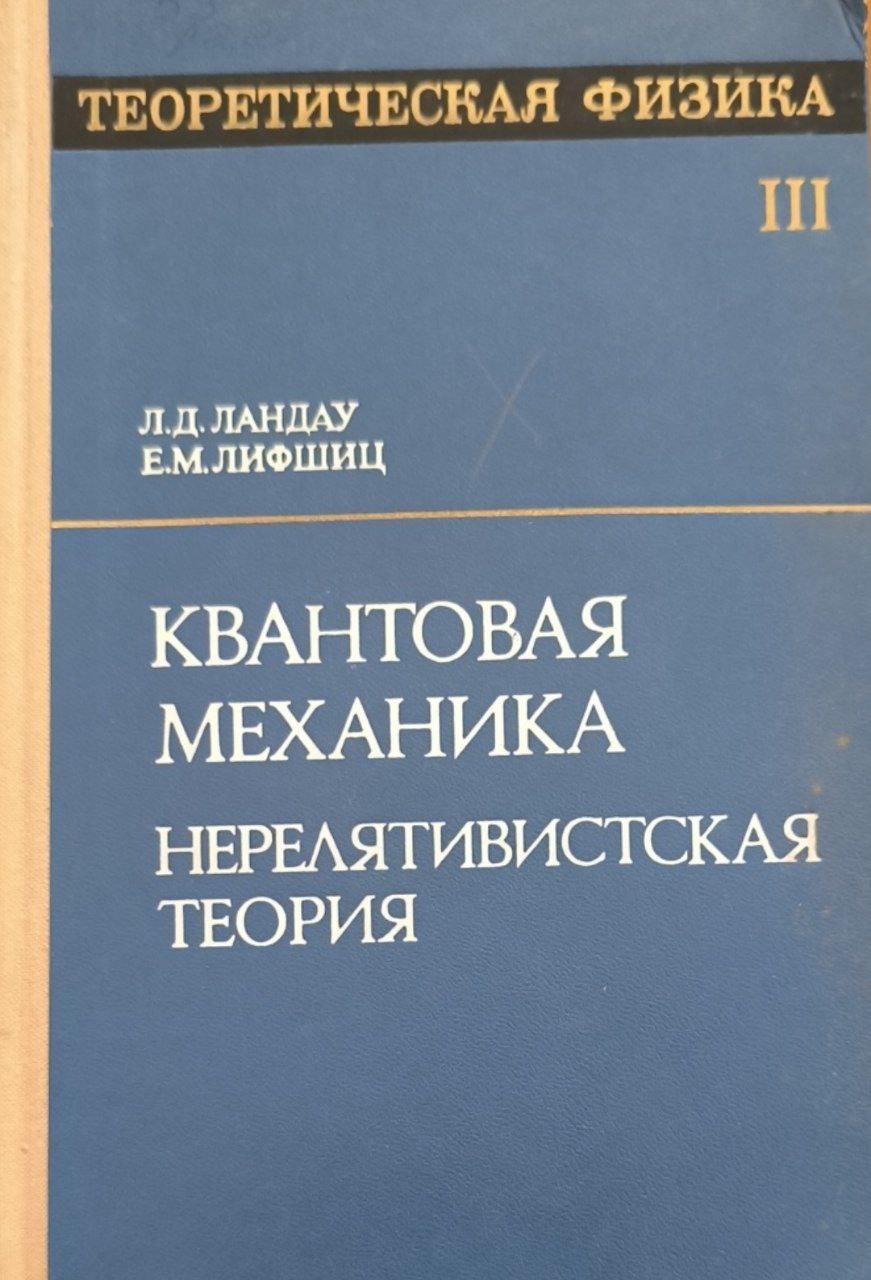 ТЕОРЕТИЧЕСКАЯ ФИЗИКА
III
Л.Д. ЛАНДАУ
Е.М. ЛИФШИЦ
КВАНТОВАЯ
МЕХАНИКА
НЕРЕЛЯТИВИСТСКАЯ
ТЕОРИЯ